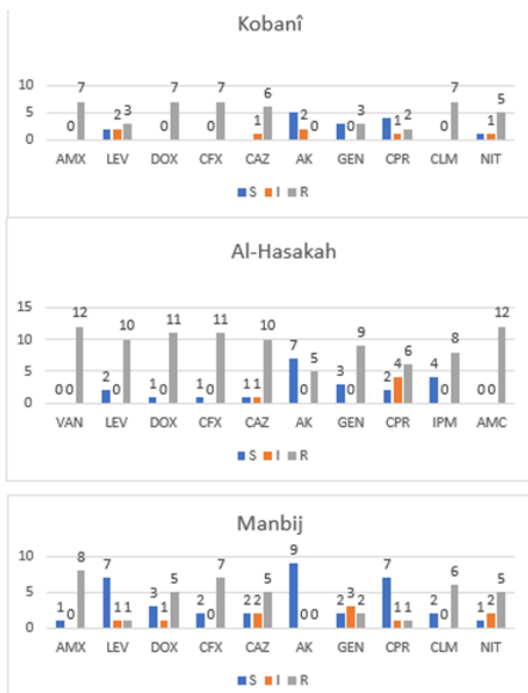 Kobanî
10
5
0
0 7 2 3 0 7 0 7 1 6 2 0 0 3 1 2 0 7 1 5
AMX LEV DOX CFX CAZ AK GEN CPR CLM NIT
S I R
Al-Hasakah
15
10
5
0
0 0 12 2 0 10 1 0 11 1 0 11 1 1 10 7 0 5 3 0 9 2 4 6 4 0 8 0 0 12
VAN LEV DOX CFX CAZ AK GEN CPR IPM AMC
S I R
Manbij
10
5
0
1 0 8 7 1 1 3 1 5 2 0 7 2 2 5 9 0 0 2 3 2 7 1 1 2 0 6 1 2 5
AMX LEV DOX CFX CAZ AK GEN CPR CLM NIT
S I R